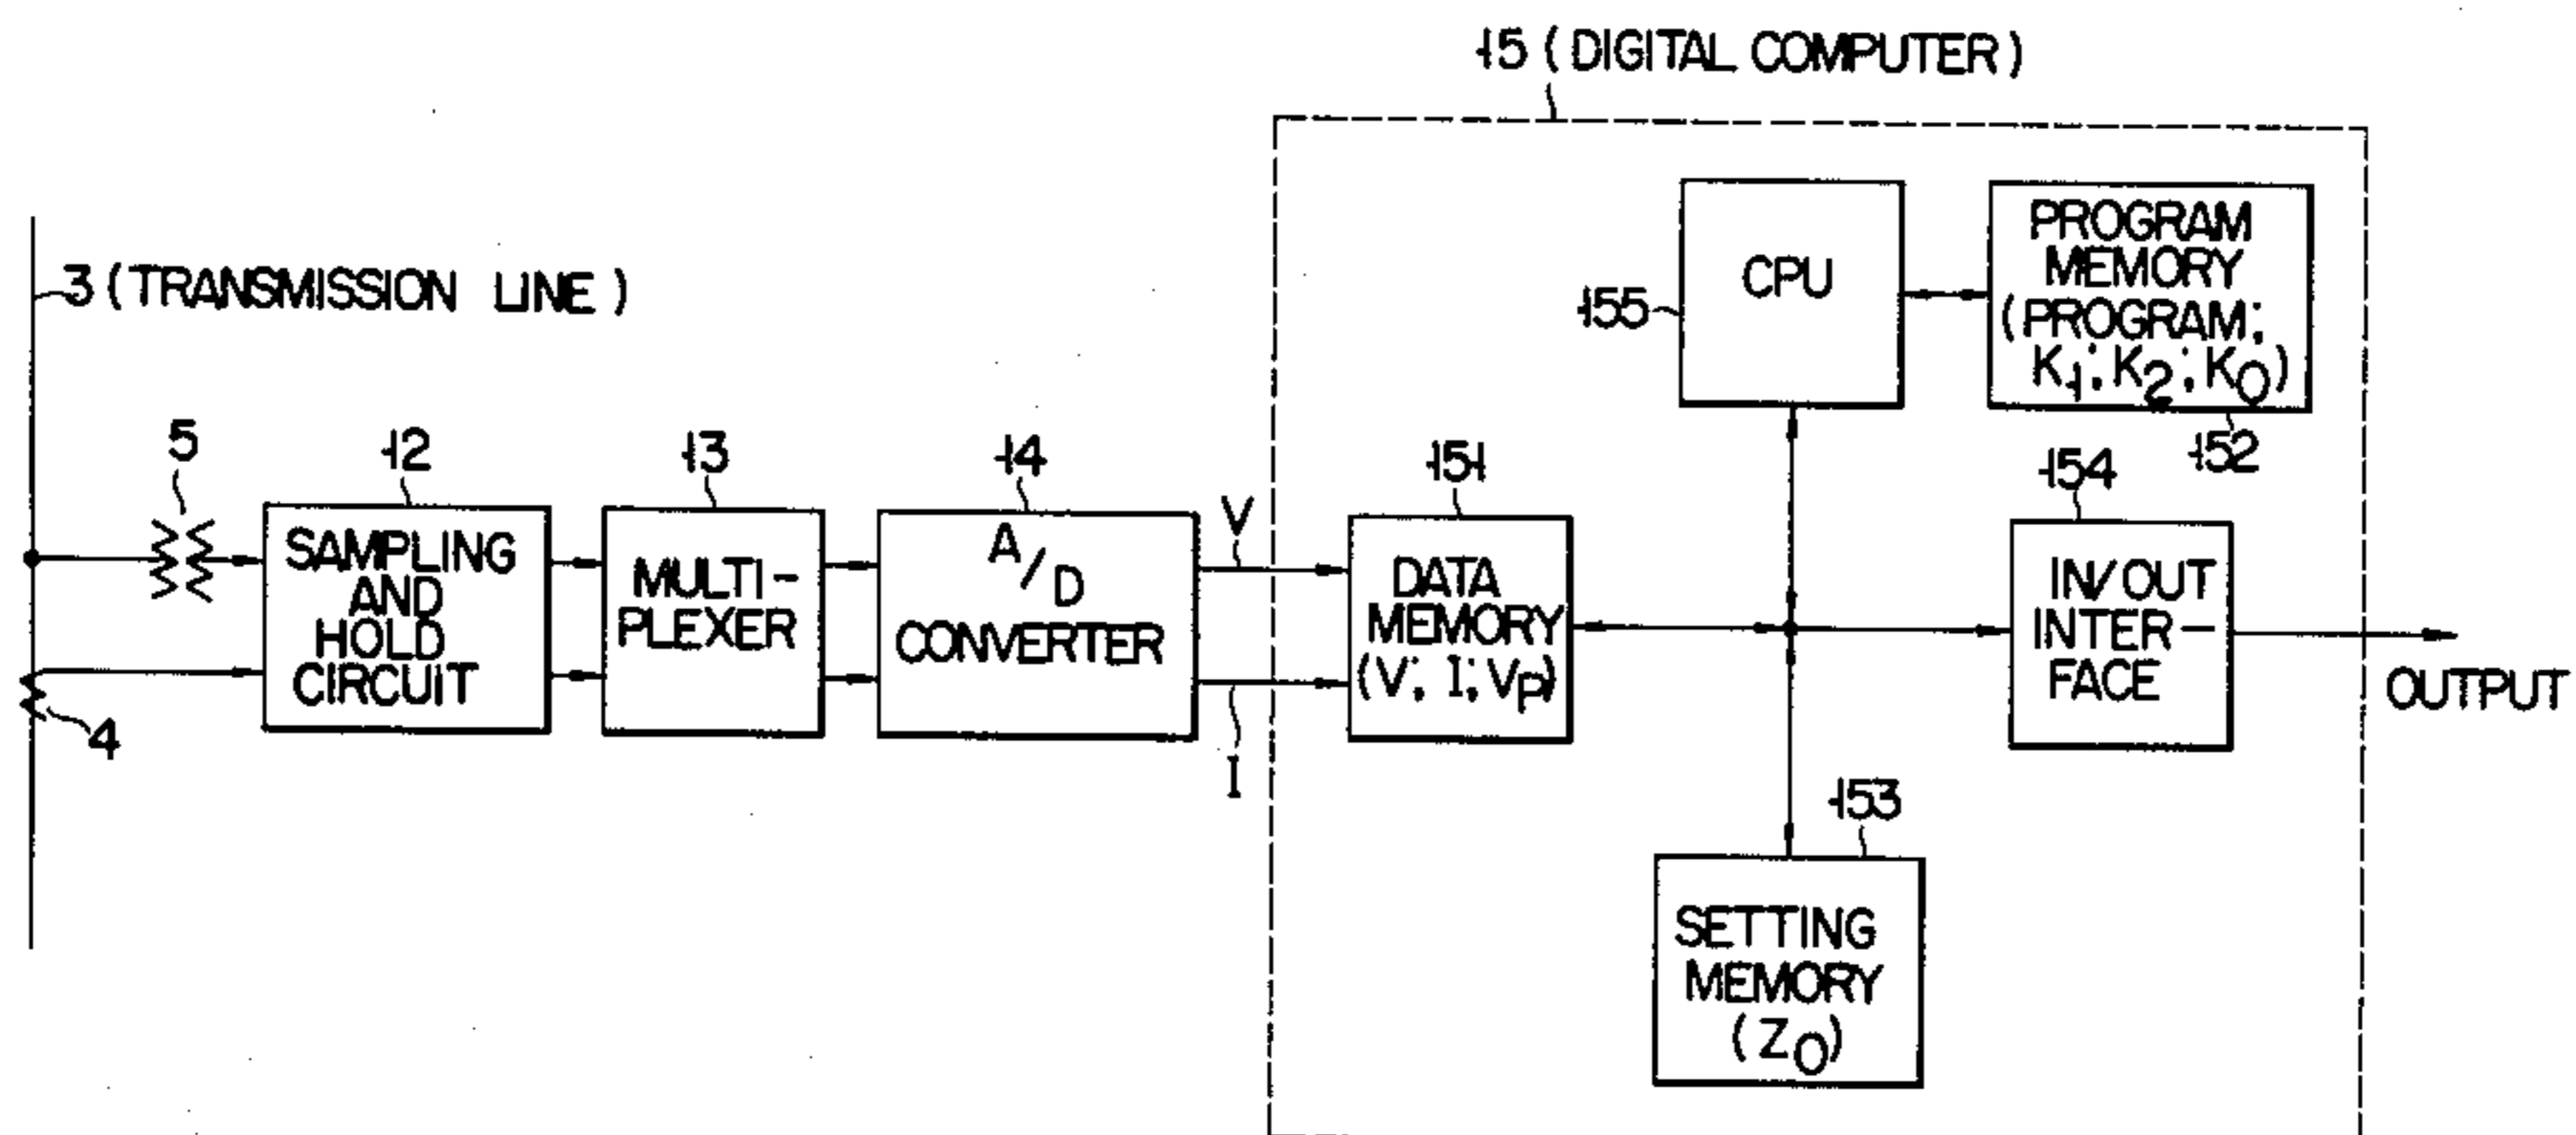 15 (DIGITAL COMPUTER)
3 (TRANSMISSION LINE)
5
4
12
SAMPLING
AND
HOLD
CIRCUIT
13
MULTI-
PLEXER
14
A/D
CONVERTER
V
I
151
DATA
MEMORY
(V; I; VP)
155
CPU
PROGRAM
MEMORY
(PROGRAM;
K1; K2; K0)
152
154
IN/OUT
INTER-
FACE
OUTPUT
153
SETTING
MEMORY
(Z0)